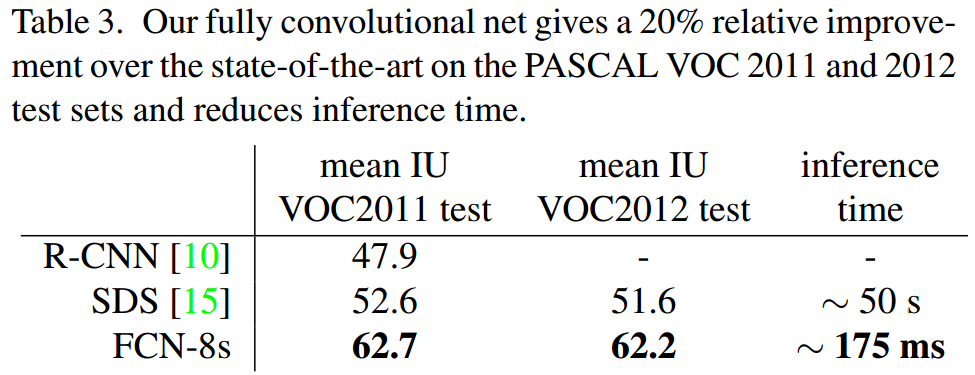 Table 3. Our fully convolutional net gives a 20% relative improve-
ment over the state-of-the-art on the PASCAL VOC 2011 and 2012
test sets and reduces inference time.
mean IU mean IU inference
VOC2011 test VOC2012 test time
R-CNN [10] 47.9 - -
SDS [15] 52.6 51.6 ~ 50 s
FCN-8s 62.7 62.2 ~ 175 ms